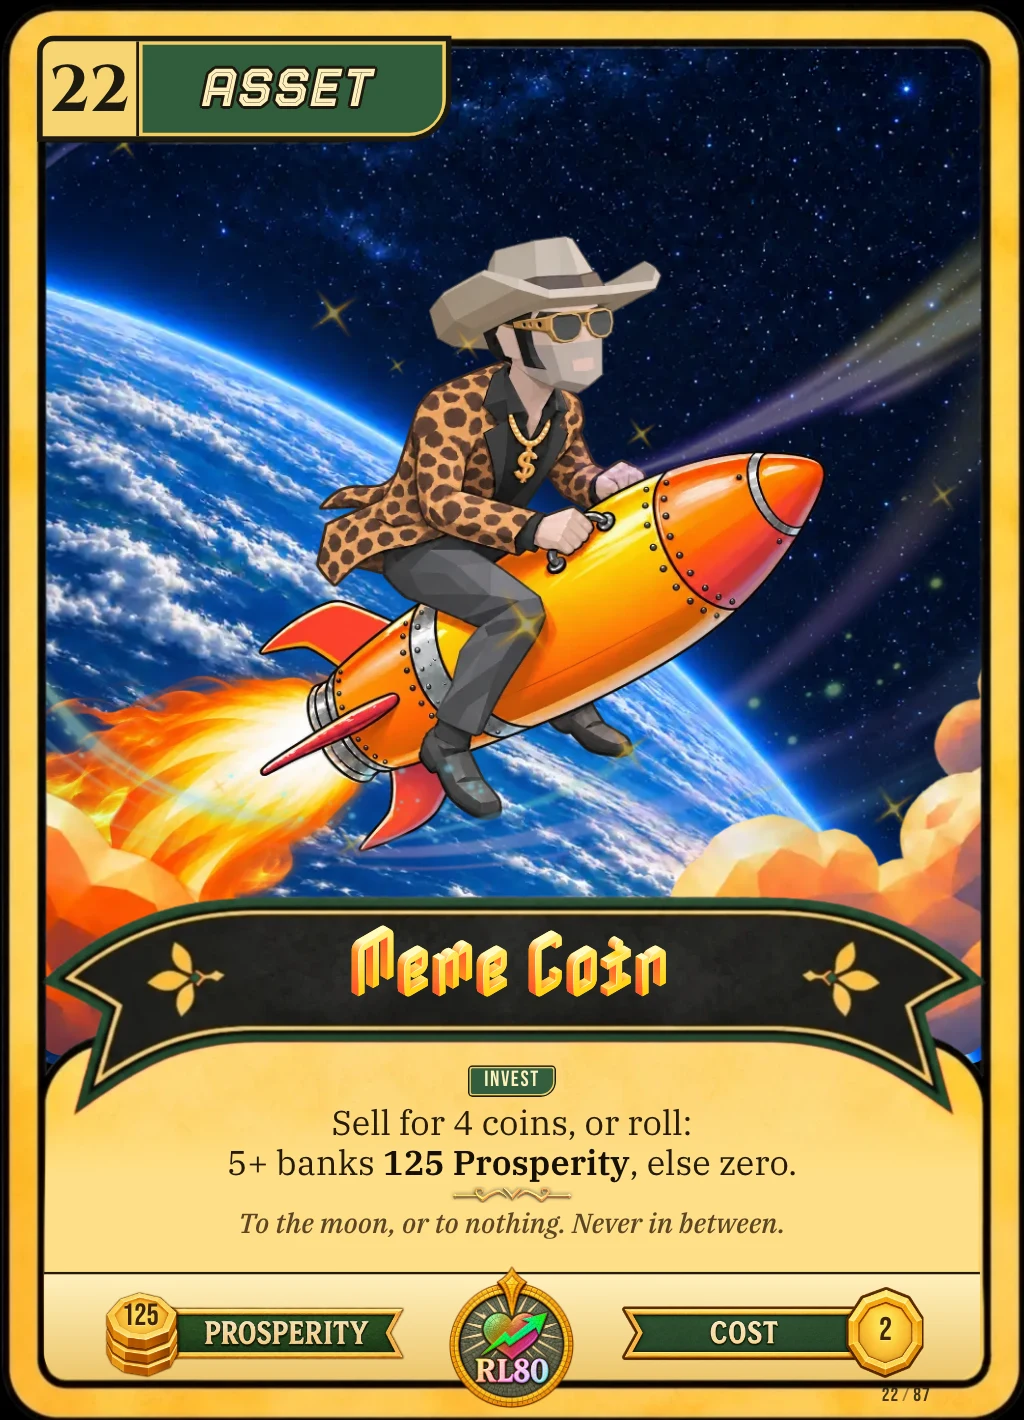 22 ASSET
Meme Coin
INVEST
Sell for 4 coins, or roll:
5+ banks 125 Prosperity, else zero.
To the moon, or to nothing. Never in between.
125 PROSPERITY
RL80
COST 2
22 / 87